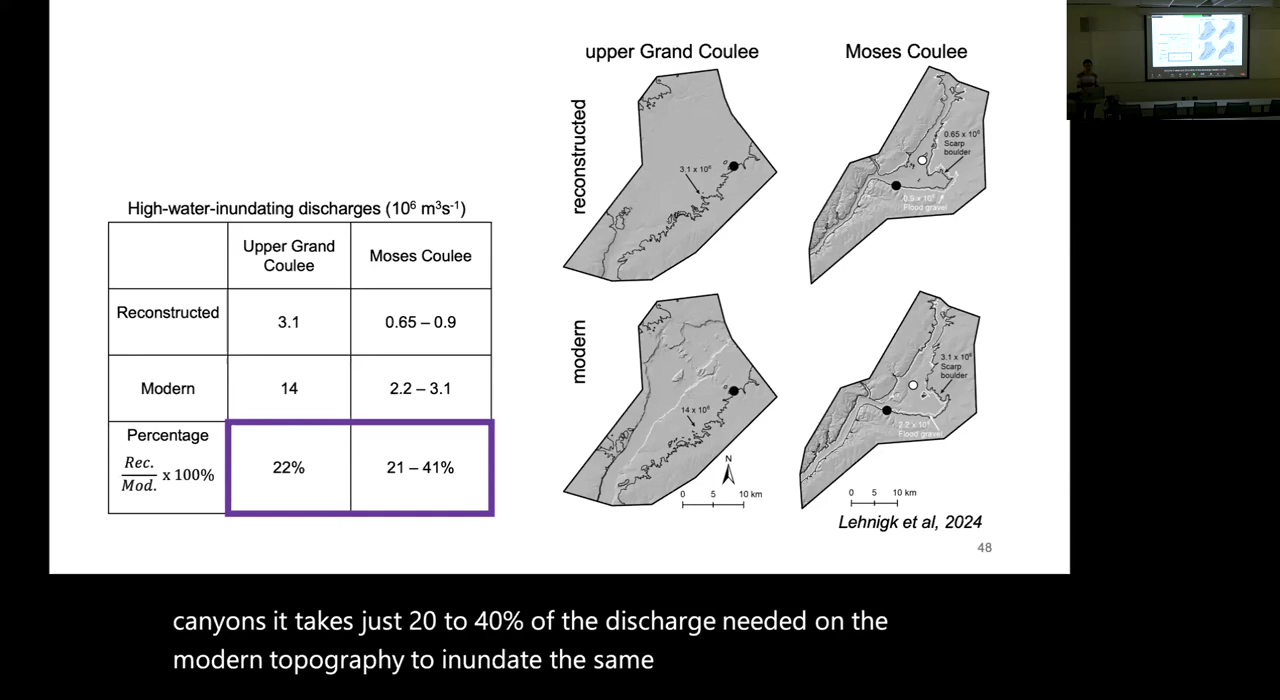 upper Grand Coulee
Moses Coulee
reconstructed
3.1 x 10⁶
0.65 x 10⁶
Scarp
boulder
0.9 x 10⁶
Flood gravel
High-water-inundating discharges (10⁶ m³s⁻¹)
Upper Grand
Coulee
Moses Coulee
Reconstructed
3.1
0.65 – 0.9
Modern
14
2.2 – 3.1
Percentage
Rec.
Mod.
x 100%
22%
21 – 41%
modern
14 x 10⁶
3.1 x 10⁶
Scarp
boulder
2.2 x 10⁶
Flood gravel
N
0 5 10 km
0 5 10 km
Lehnigk et al, 2024
48
canyons it takes just 20 to 40% of the discharge needed on the
modern topography to inundate the same